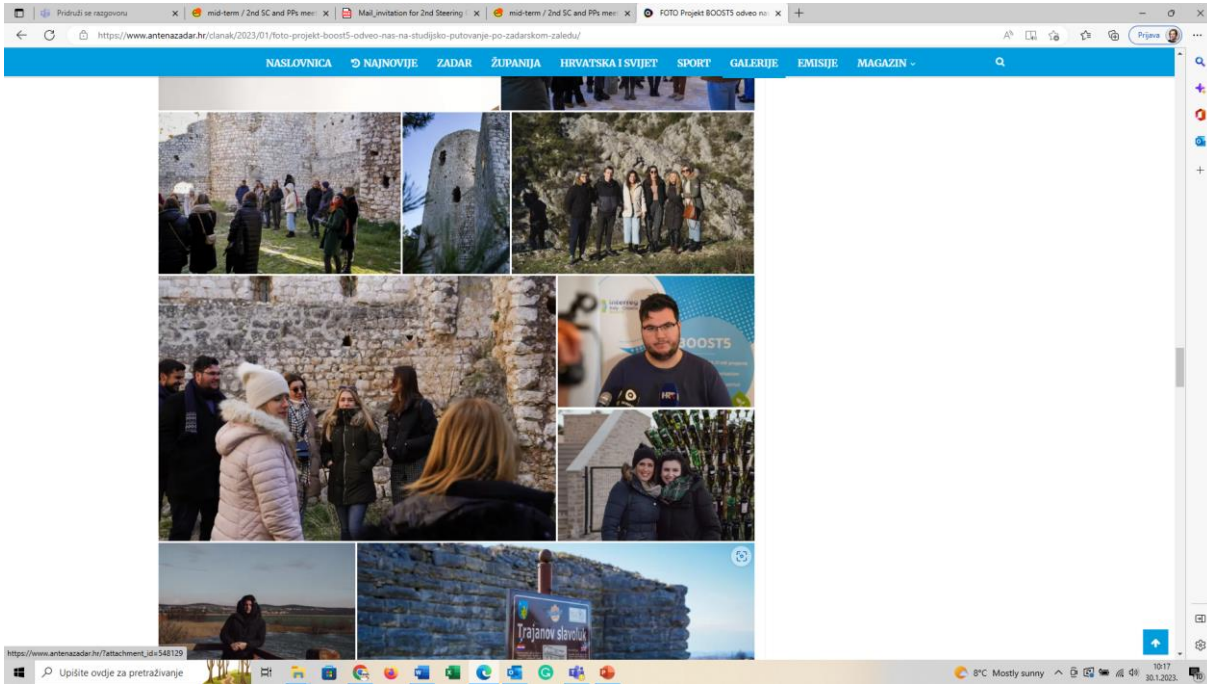 Pridruži se razgovoru
mid-term / 2nd SC and PPs mee
Mail_invitation for 2nd Steering
mid-term / 2nd SC and PPs mee
FOTO Projekt BOOST5 odveo na
https://www.antenazadar.hr/clanak/2023/01/foto-projekt-boost5-odveo-nas-na-studijsko-putovanje-po-zadarskom-zaledu/
Prijava
NASLOVNICA NAJNOVIJE ZADAR ŽUPANIJA HRVATSKA I SVIJET SPORT GALERIJE EMISIJE MAGAZIN
interreg
BOOST5
HRT
Trajanov slavoluk
https://www.antenazadar.hr/?attachment_id=548129
Upišite ovdje za pretraživanje
8°C Mostly sunny
10:17
30.1.2023.